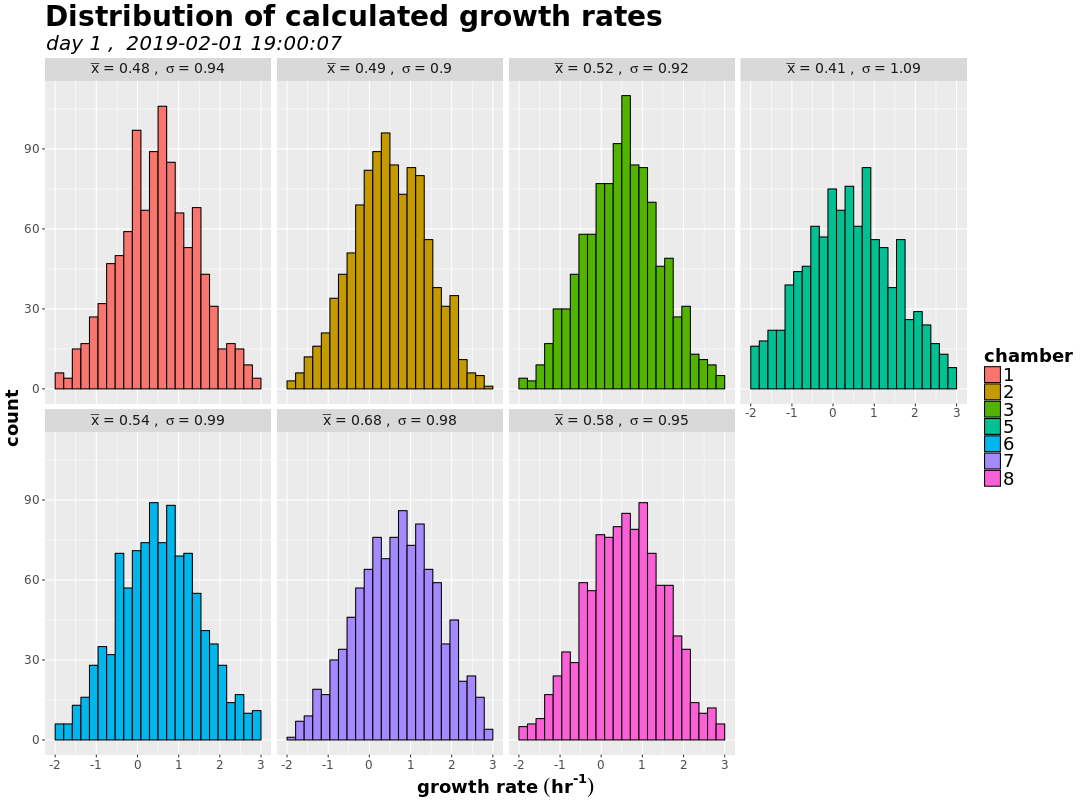 Distribution of calculated growth rates
day 1 ,  2019-02-01 19:00:07
x̅ = 0.48 ,  σ = 0.94
x̅ = 0.49 ,  σ = 0.9
x̅ = 0.52 ,  σ = 0.92
x̅ = 0.41 ,  σ = 1.09
90
60
30
0
-2 -1 0 1 2 3
x̅ = 0.54 ,  σ = 0.99
x̅ = 0.68 ,  σ = 0.98
x̅ = 0.58 ,  σ = 0.95
90
60
30
0
-2 -1 0 1 2 3
-2 -1 0 1 2 3
-2 -1 0 1 2 3
count
growth rate (hr⁻¹)
chamber
1
2
3
5
6
7
8